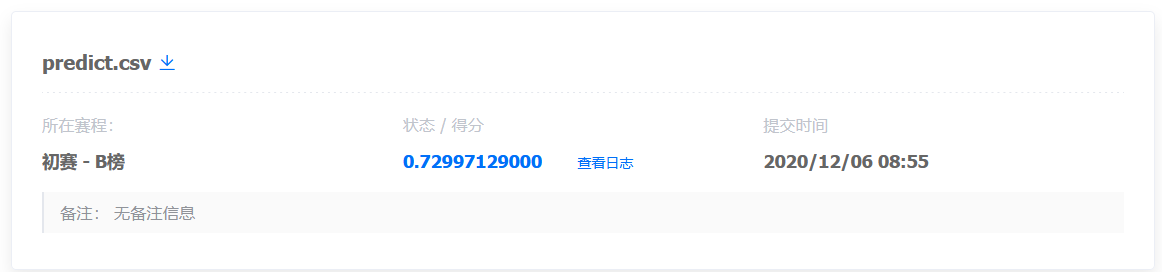 predict.csv
所在赛程：
状态 / 得分
提交时间
初赛 - B榜
0.72997129000
查看日志
2020/12/06 08:55
备注： 无备注信息